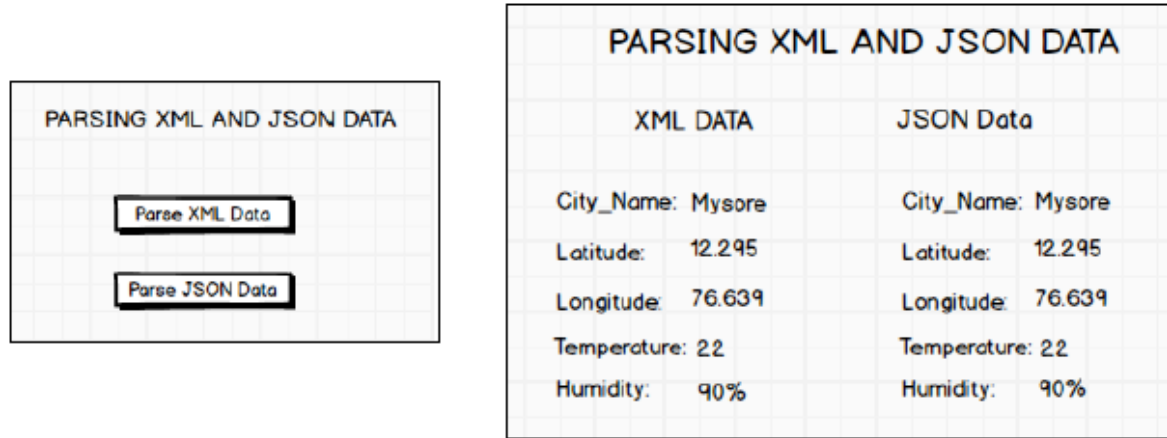 PARSING XML AND JSON DATA
Parse XML Data
Parse JSON Data
PARSING XML AND JSON DATA
XML DATA
City_Name: Mysore
Latitude: 12.295
Longitude: 76.639
Temperature: 22
Humidity: 90%
JSON Data
City_Name: Mysore
Latitude: 12.295
Longitude: 76.639
Temperature: 22
Humidity: 90%